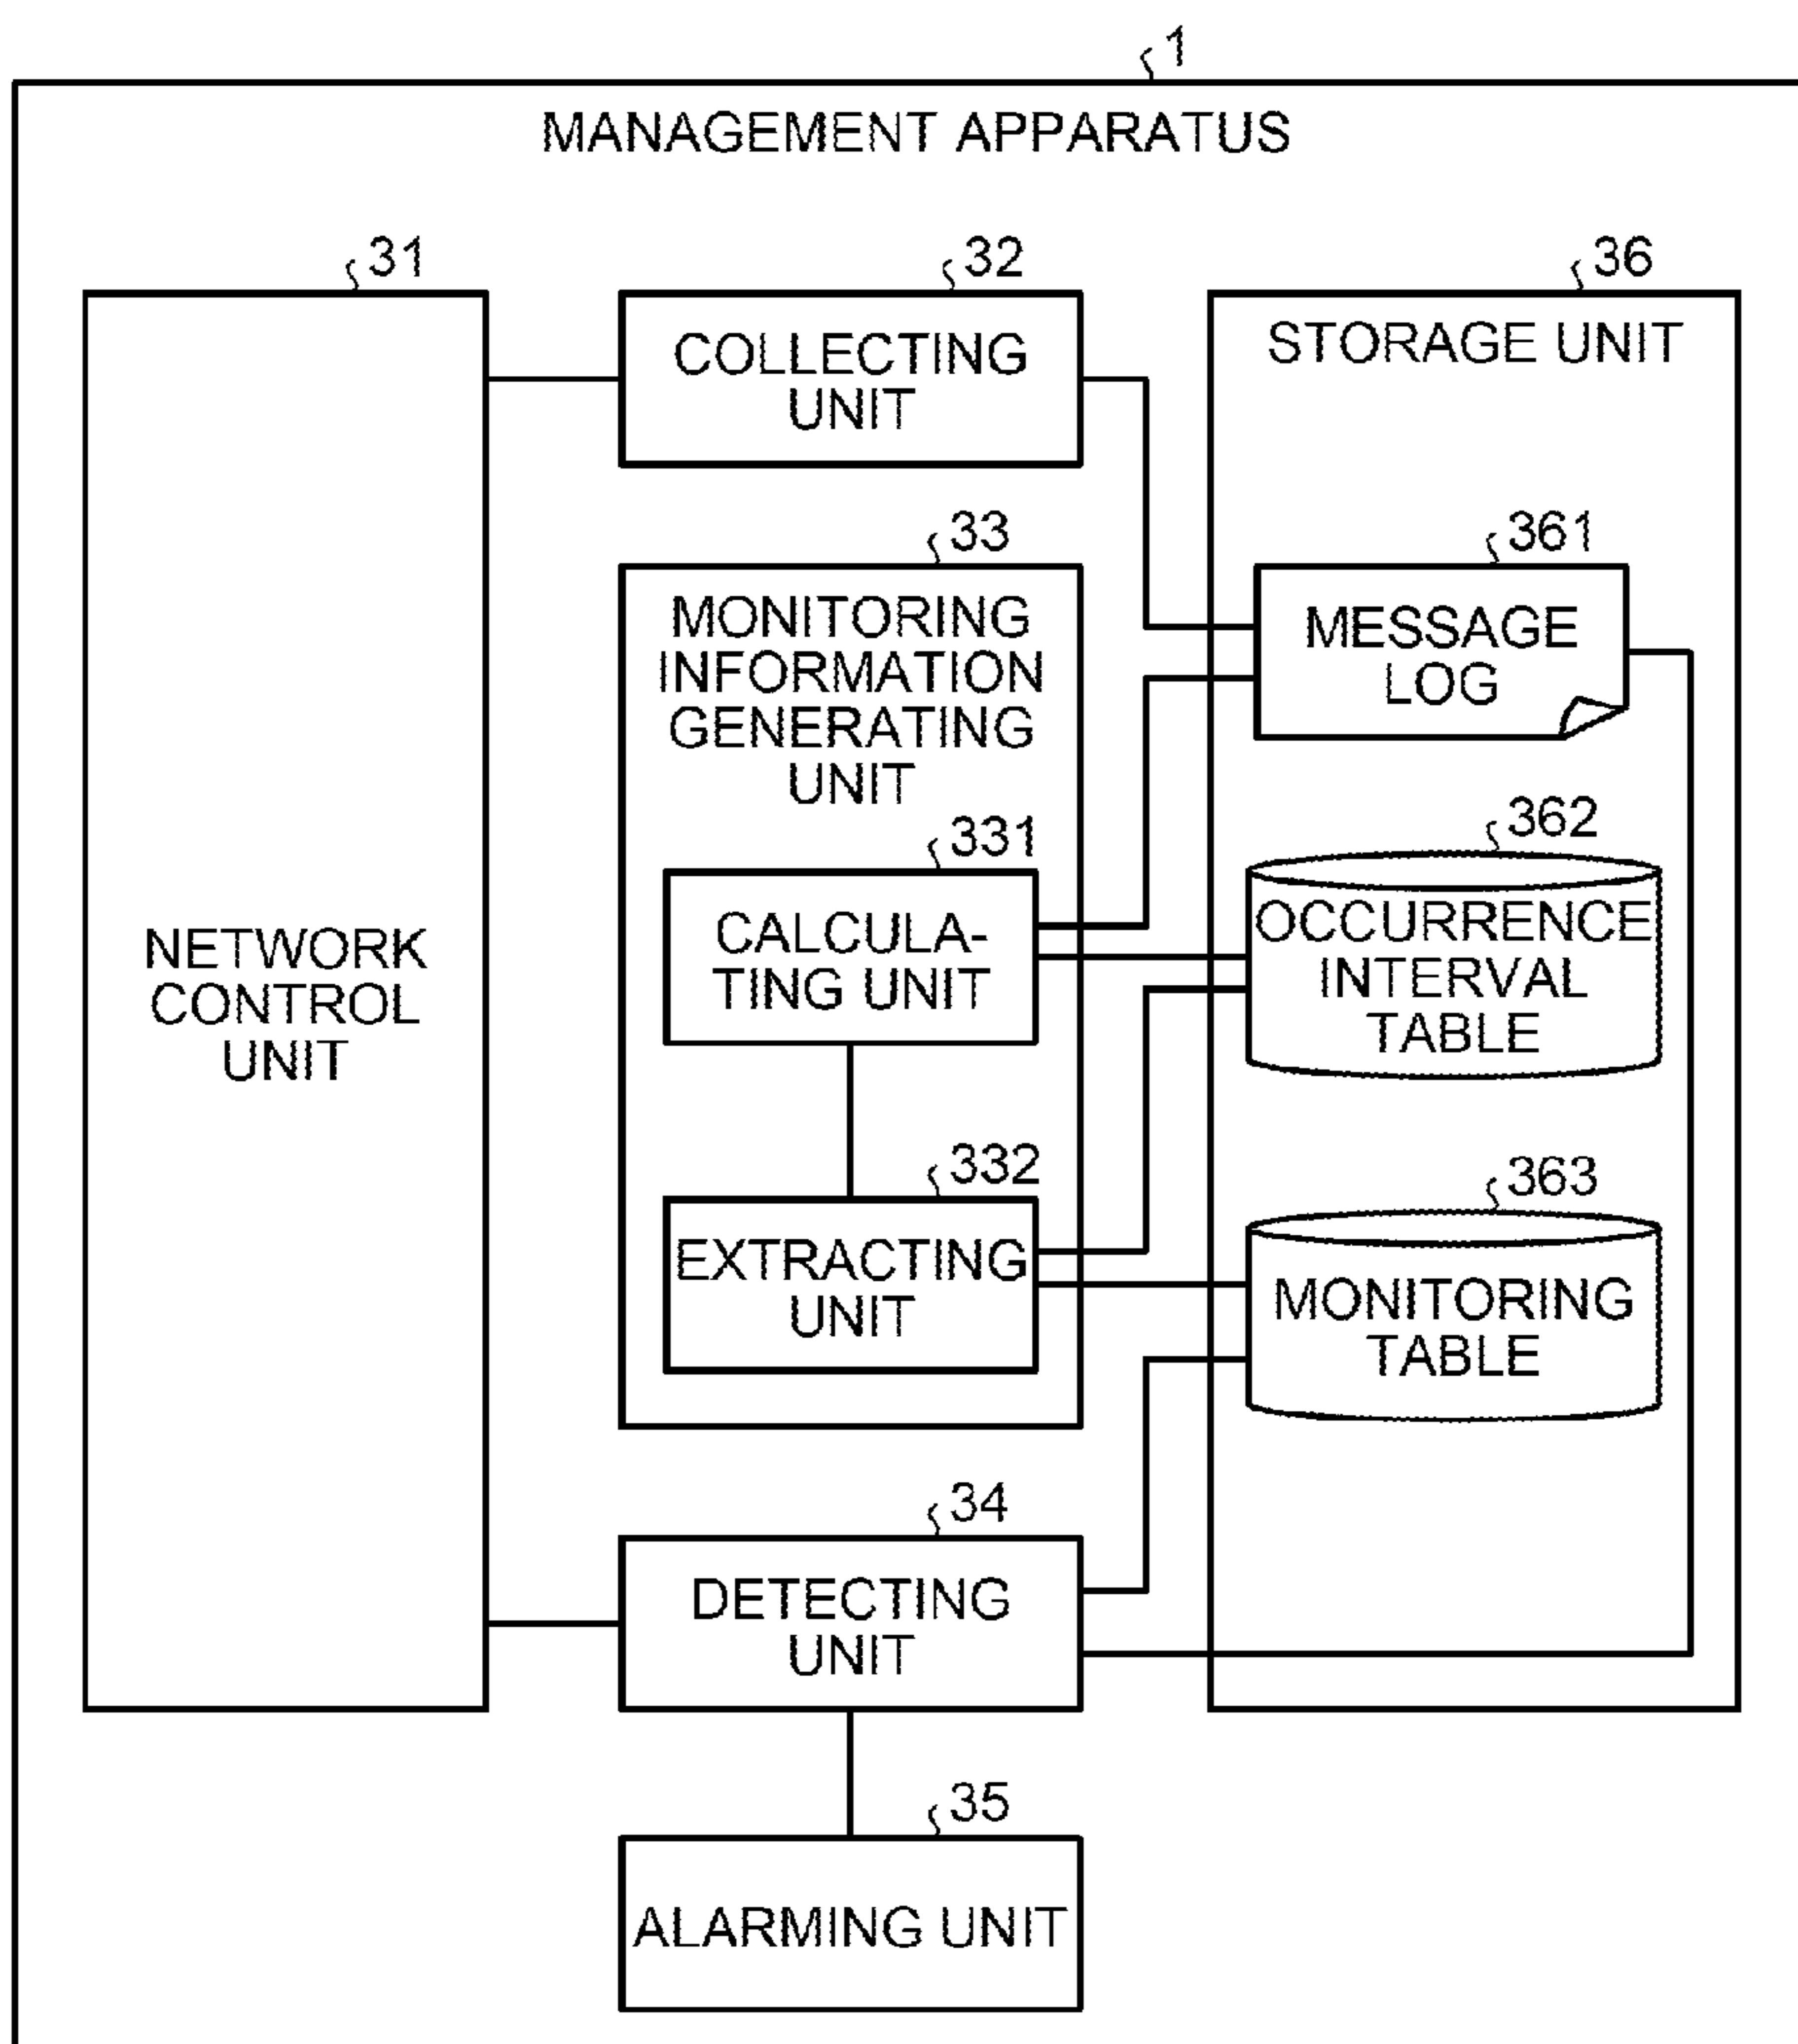 1
MANAGEMENT APPARATUS
31
NETWORK
CONTROL
UNIT
32
COLLECTING
UNIT
33
MONITORING
INFORMATION
GENERATING
UNIT
331
CALCULA-
TING UNIT
332
EXTRACTING
UNIT
34
DETECTING
UNIT
35
ALARMING UNIT
36
STORAGE UNIT
361
MESSAGE
LOG
362
OCCURRENCE
INTERVAL
TABLE
363
MONITORING
TABLE